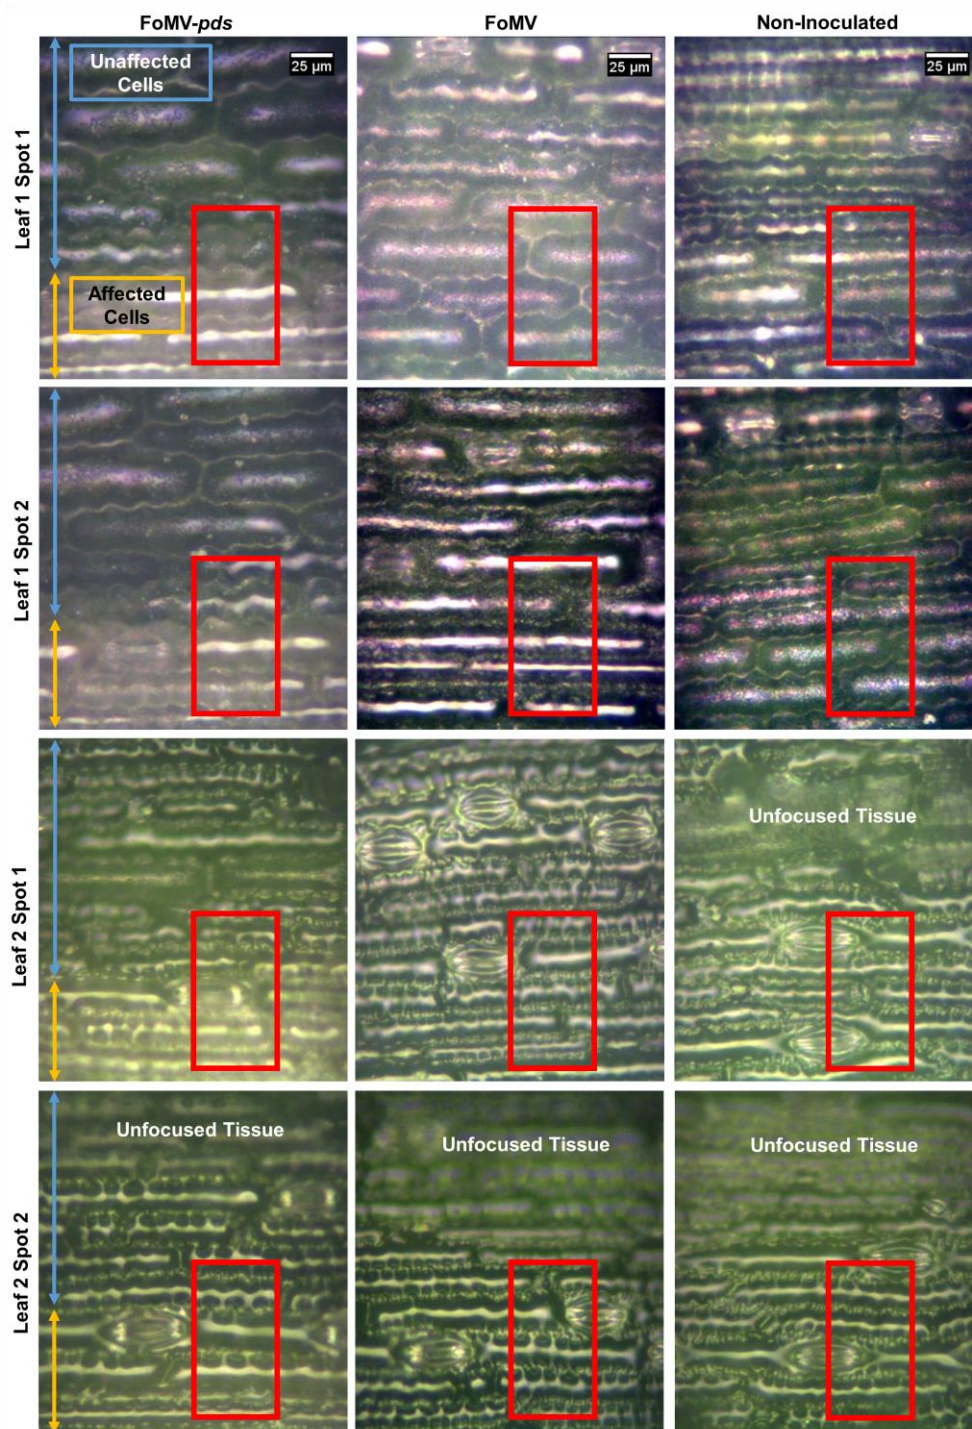 FoMV-pds
FoMV
Non-Inoculated
Leaf 1 Spot 1
Unaffected
Cells
25 µm
25 µm
25 µm
Affected
Cells
Leaf 1 Spot 2
Leaf 2 Spot 1
Unfocused Tissue
Leaf 2 Spot 2
Unfocused Tissue
Unfocused Tissue
Unfocused Tissue